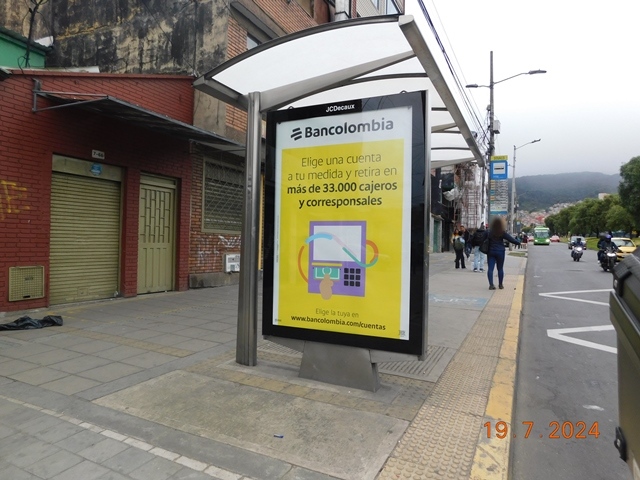 JCDecaux
Bancolombia
Elige una cuenta
a tu medida y retira en
más de 33.000 cajeros
y corresponsales
Elige la tuya en
www.bancolombia.com/cuentas
19.7.2024